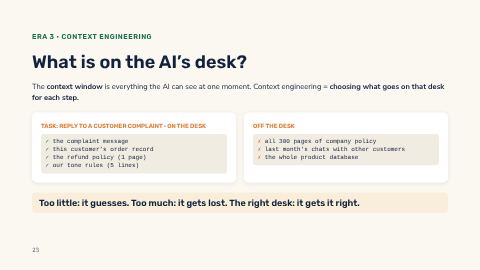 ERA 3 • CONTEXT ENGINEERING
What is on the AI’s desk?
The context window is everything the AI can see at one moment. Context engineering = choosing what goes on that desk
for each step.
TASK: REPLY TO A CUSTOMER COMPLAINT · ON THE DESK
✓ the complaint message
✓ this customer's order record
✓ the refund policy (1 page)
✓ our tone rules (5 lines)
OFF THE DESK
✗ all 300 pages of company policy
✗ last month's chats with other customers
✗ the whole product database
Too little: it guesses. Too much: it gets lost. The right desk: it gets it right.
23